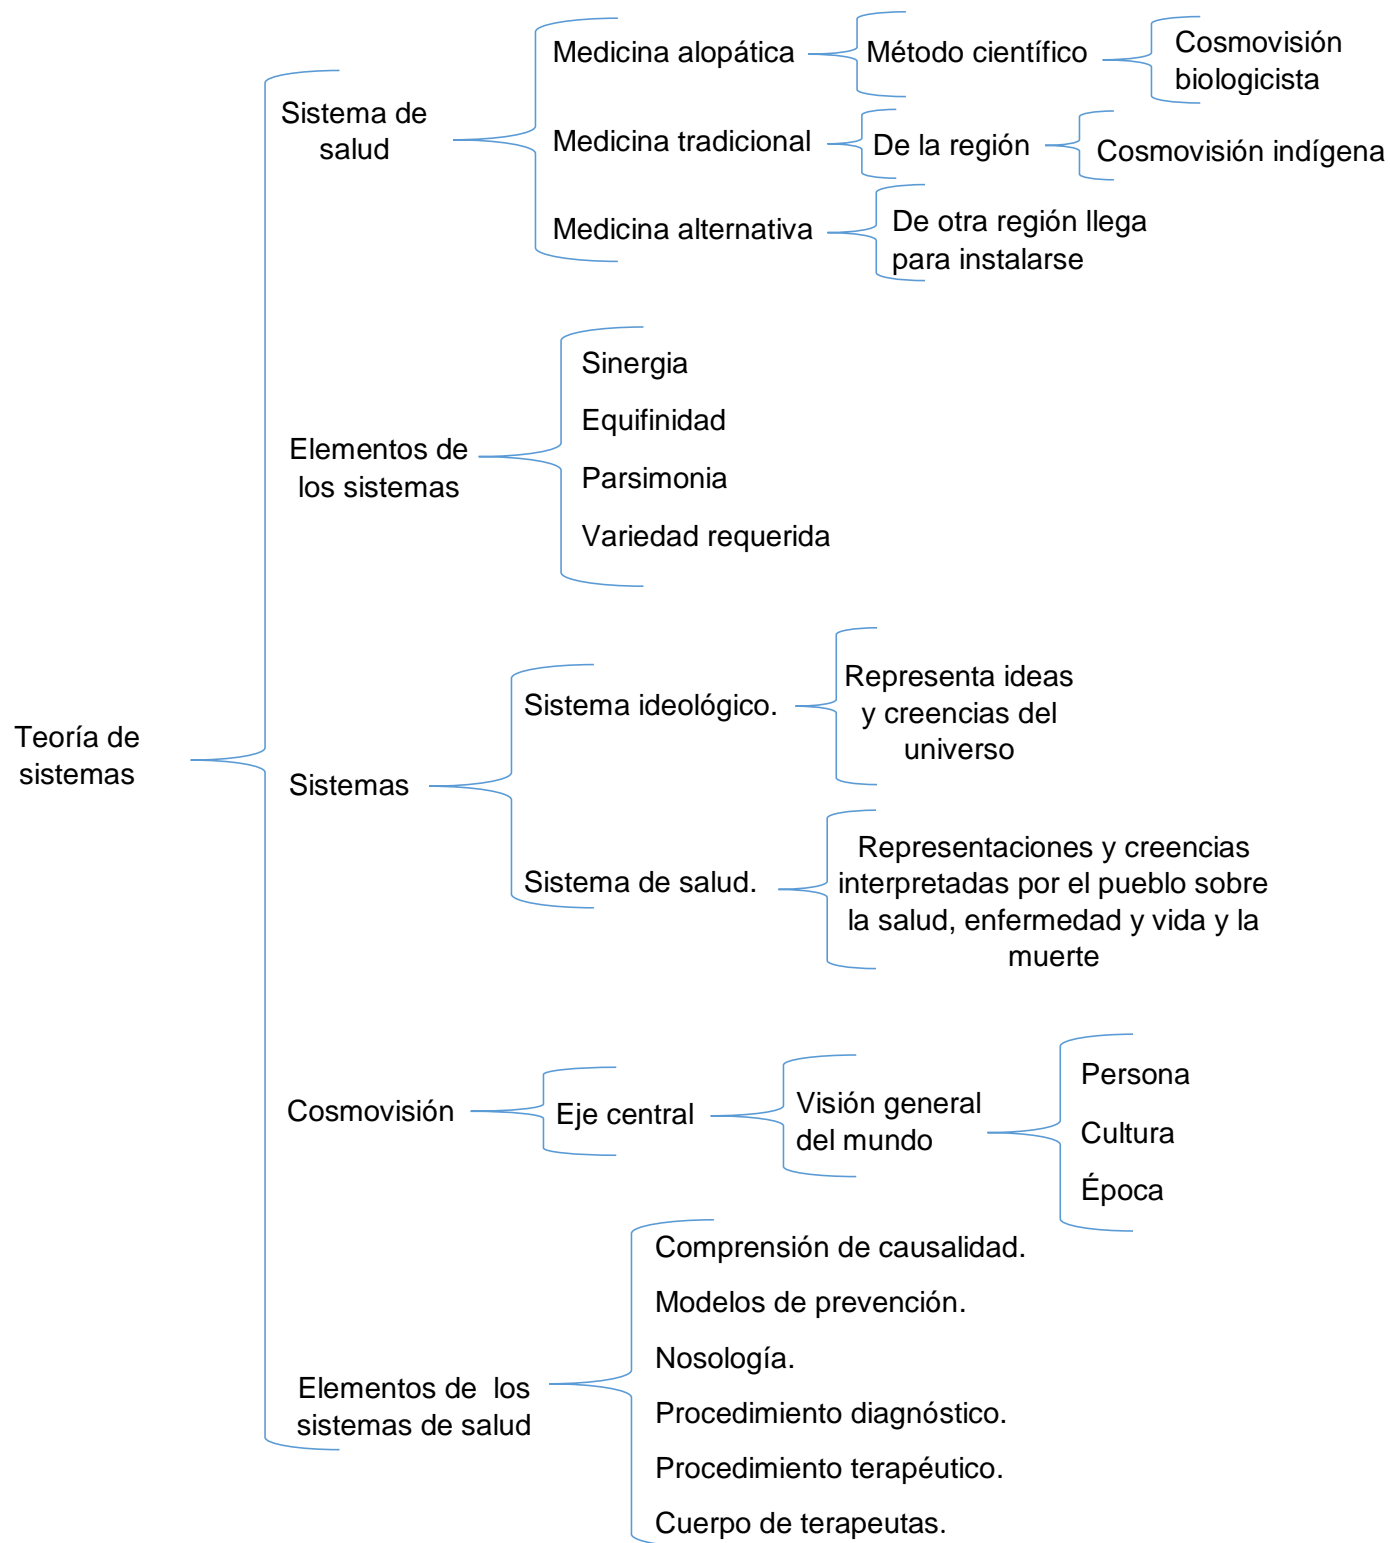 Teoría de
sistemas
Sistema de
salud
Medicina alopática
Método científico
Cosmovisión
biologicista
Medicina tradicional
De la región
Cosmovisión indígena
Medicina alternativa
De otra región llega
para instalarse
Elementos de
los sistemas
Sinergia
Equifinidad
Parsimonia
Variedad requerida
Sistemas
Sistema ideológico.
Representa ideas
y creencias del
universo
Sistema de salud.
Representaciones y creencias
interpretadas por el pueblo sobre
la salud, enfermedad y vida y la
muerte
Cosmovisión
Eje central
Visión general
del mundo
Persona
Cultura
Época
Elementos de  los
sistemas de salud
Comprensión de causalidad.
Modelos de prevención.
Nosología.
Procedimiento diagnóstico.
Procedimiento terapéutico.
Cuerpo de terapeutas.